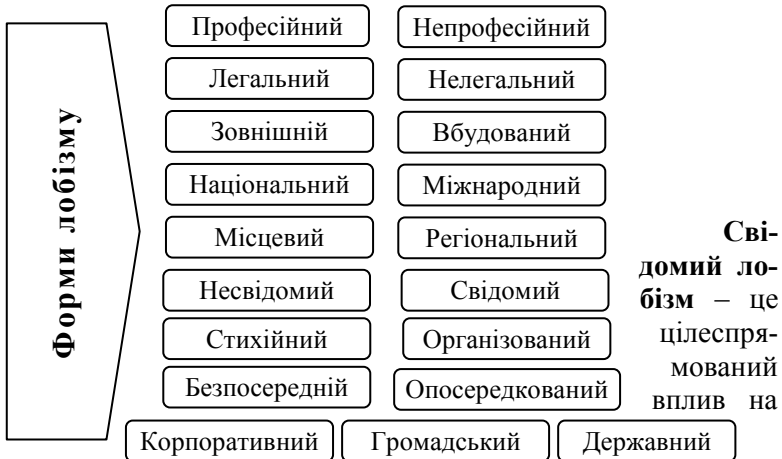 Форми лобізму
Професійний Непрофесійний
Легальний Нелегальний
Зовнішній Вбудований
Національний Міжнародний
Місцевий Регіональний
Несвідомий Свідомий
Стихійний Організований
Безпосередній Опосередкований
Корпоративний Громадський Державний
Сві-
домий ло-
бізм – це
цілеспря-
мований
вплив на